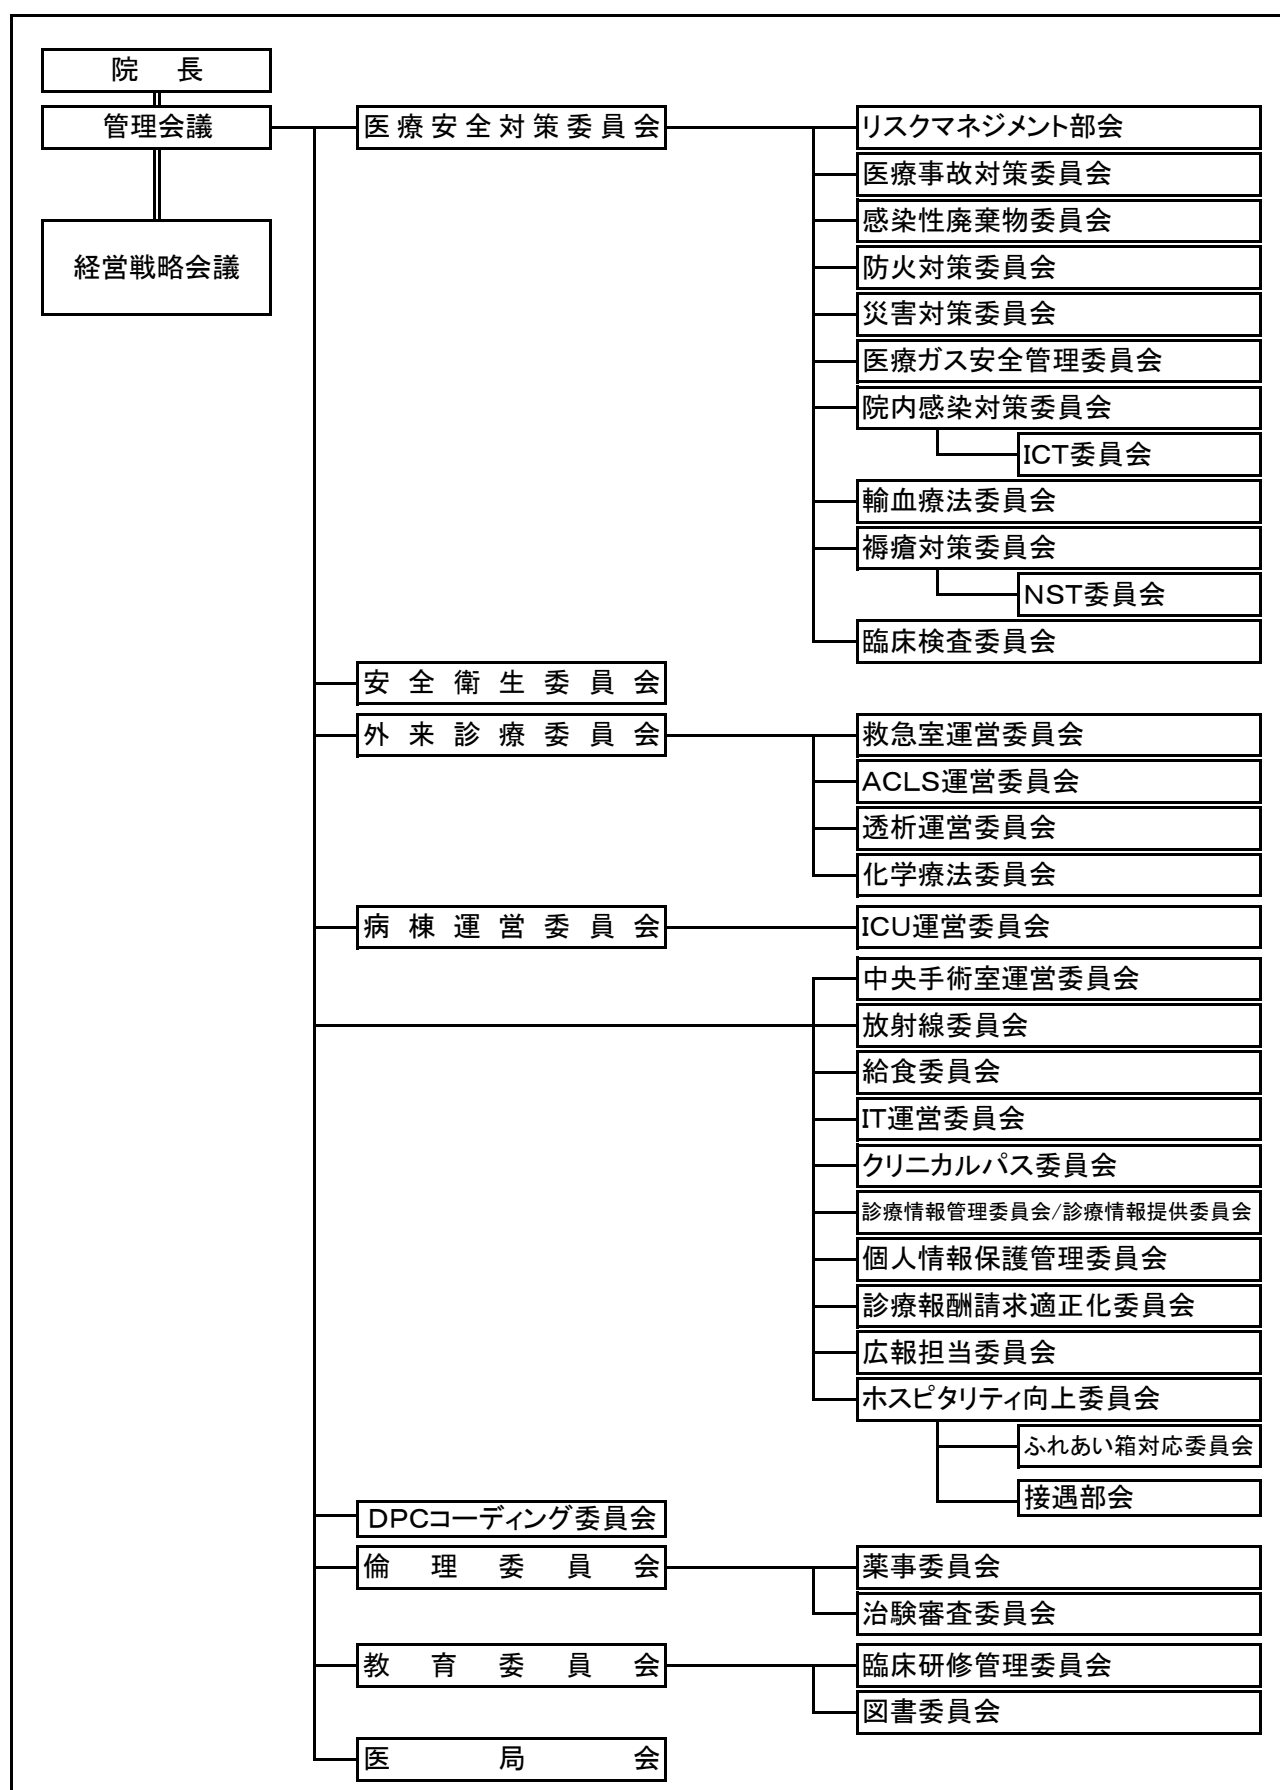 院　長
管理会議
医療安全対策委員会
リスクマネジメント部会
医療事故対策委員会
感染性廃棄物委員会
経営戦略会議
防火対策委員会
災害対策委員会
医療ガス安全管理委員会
院内感染対策委員会
ICT委員会
輸血療法委員会
褥瘡対策委員会
NST委員会
臨床検査委員会
安全衛生委員会
外来診療委員会
救急室運営委員会
ACLS運営委員会
透析運営委員会
化学療法委員会
病棟運営委員会
ICU運営委員会
中央手術室運営委員会
放射線委員会
給食委員会
IT運営委員会
クリニカルパス委員会
診療情報管理委員会/診療情報提供委員会
個人情報保護管理委員会
診療報酬請求適正化委員会
広報担当委員会
ホスピタリティ向上委員会
ふれあい箱対応委員会
接遇部会
DPCコーディング委員会
倫理委員会
薬事委員会
治験審査委員会
教育委員会
臨床研修管理委員会
図書委員会
医局会